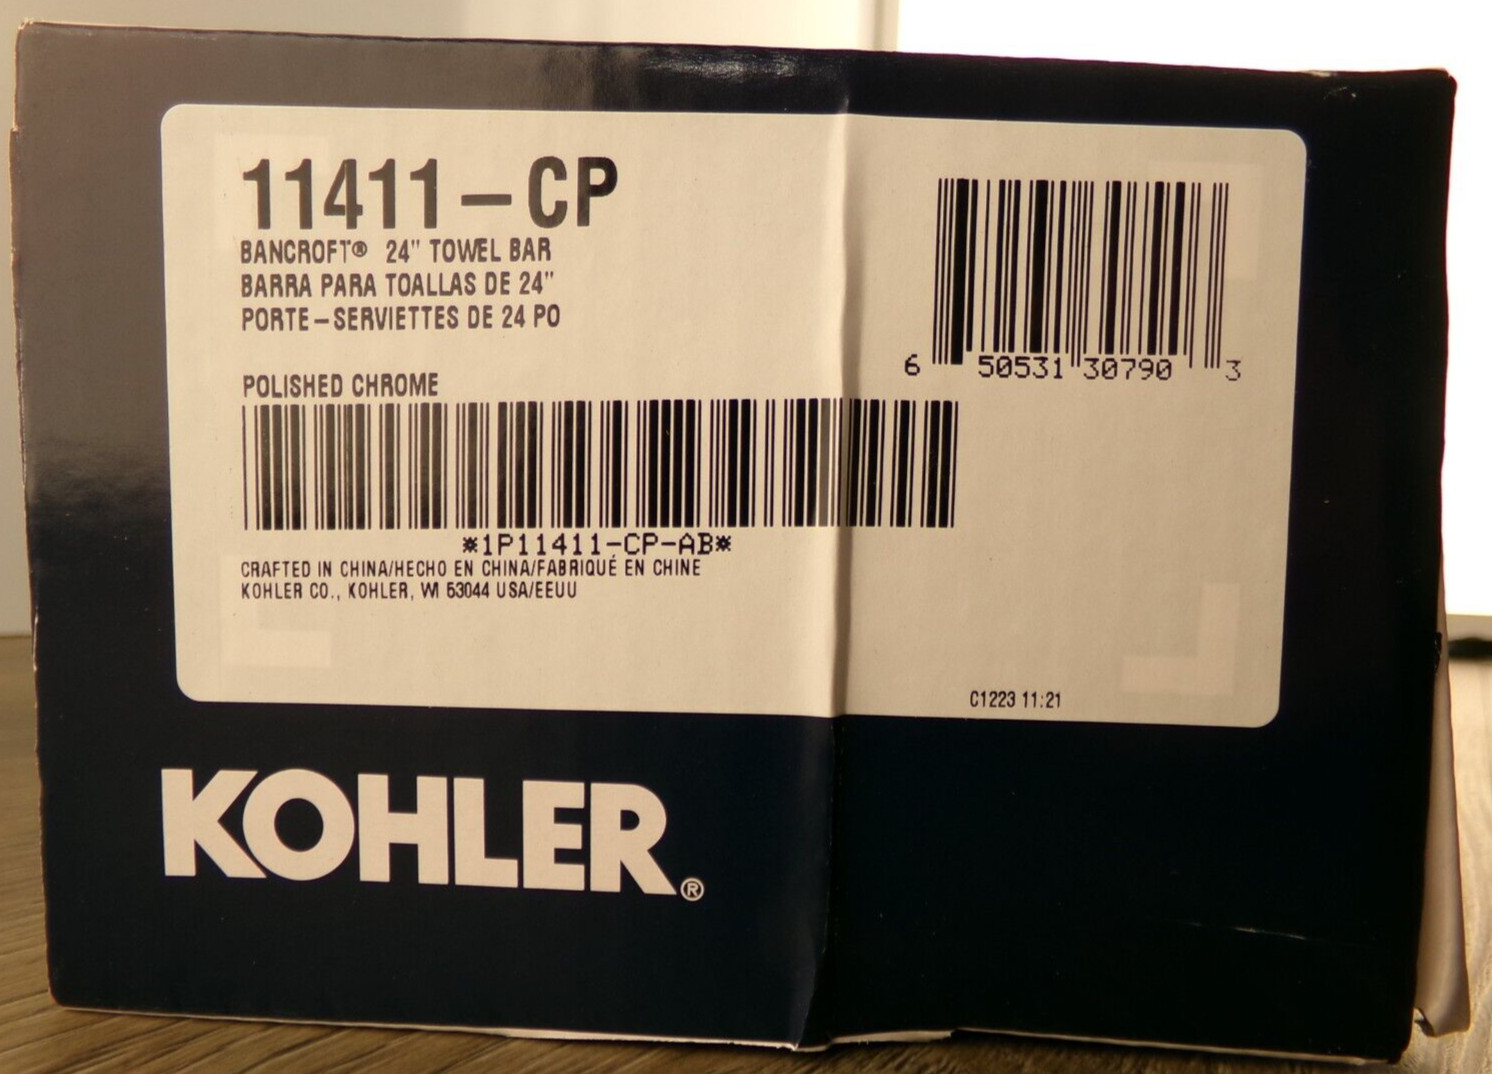 11411-CP
BANCROFT® 24" TOWEL BAR
BARRA PARA TOALLAS DE 24"
PORTE-SERVIETTES DE 24 PO
6 50531 30790 3
POLISHED CHROME
*1P11411-CP-AB*
CRAFTED IN CHINA/HECHO EN CHINA/FABRIQUÉ EN CHINE
KOHLER CO., KOHLER, WI 53044 USA/EEUU
C1223 11:21
KOHLER®